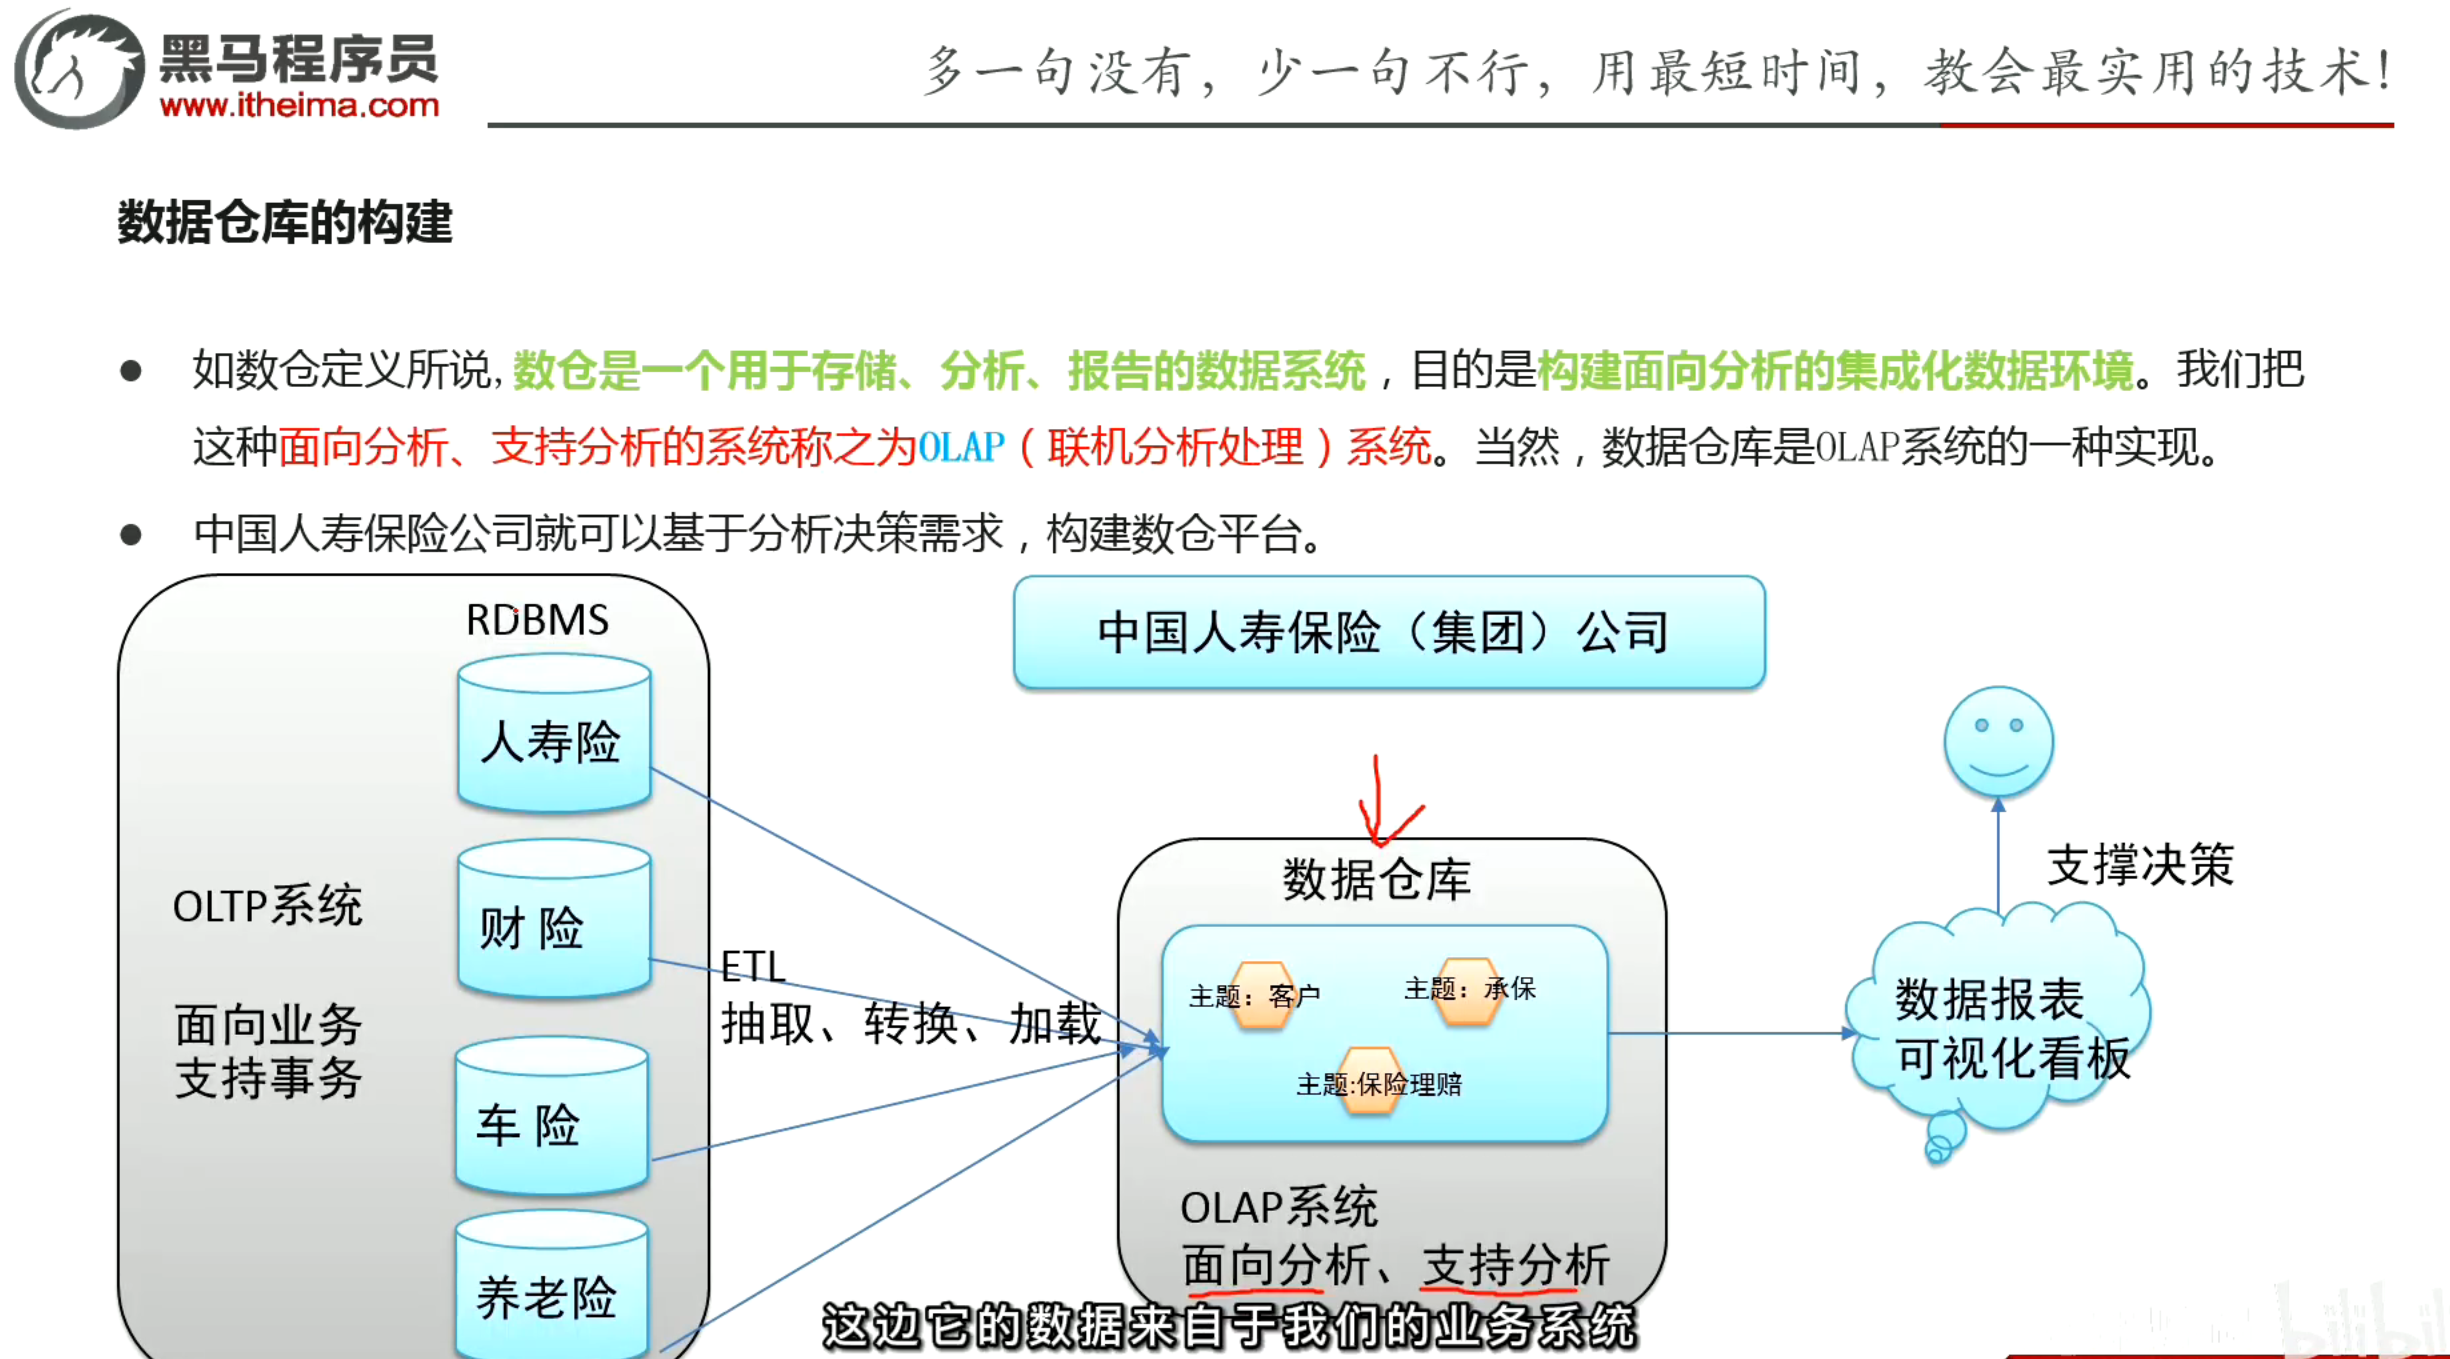 黑马程序员
www.itheima.com
多一句没有，少一句不行，用最短时间，教会最实用的技术！
数据仓库的构建
● 如数仓定义所说,数仓是一个用于存储、分析、报告的数据系统，目的是构建面向分析的集成化数据环境。我们把
这种面向分析、支持分析的系统称之为OLAP（联机分析处理）系统。当然，数据仓库是OLAP系统的一种实现。
● 中国人寿保险公司就可以基于分析决策需求，构建数仓平台。
RDBMS
人寿险
财 险
车 险
养老险
OLTP系统
面向业务
支持事务
ETL
抽取、转换、加载
中国人寿保险（集团）公司
数据仓库
主题：客户
主题：承保
主题:保险理赔
OLAP系统
面向分析、支持分析
支撑决策
数据报表
可视化看板
这边它的数据来自于我们的业务系统
bilibili